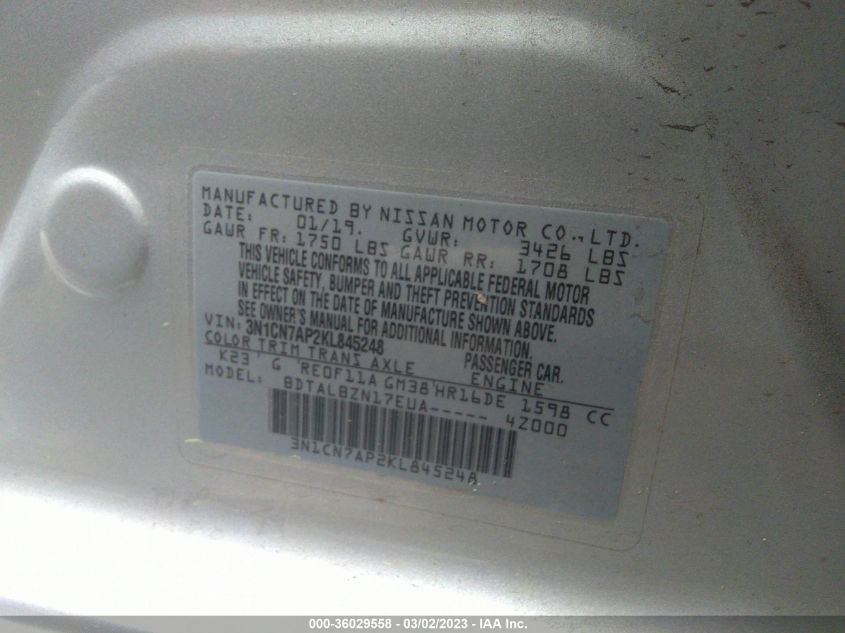 MANUFACTURED BY NISSAN MOTOR CO., LTD.
DATE: 01/19. GVWR: 3426 LBS
GAWR FR: 1750 LBS GAWR RR: 1708 LBS
THIS VEHICLE CONFORMS TO ALL APPLICABLE FEDERAL MOTOR
VEHICLE SAFETY, BUMPER AND THEFT PREVENTION STANDARDS
IN EFFECT ON THE DATE OF MANUFACTURE SHOWN ABOVE.
SEE OWNER'S MANUAL FOR ADDITIONAL INFORMATION.
VIN: 3N1CN7AP2KL845248 PASSENGER CAR.
COLOR TRIM TRANS AXLE ENGINE
K23 G RE0F11A GM38 HR16DE 1598 CC
MODEL: BDTALBZN17EUA----- 4Z000
3N1CN7AP2KL845248
000-36029558 - 03/02/2023 - IAA Inc.